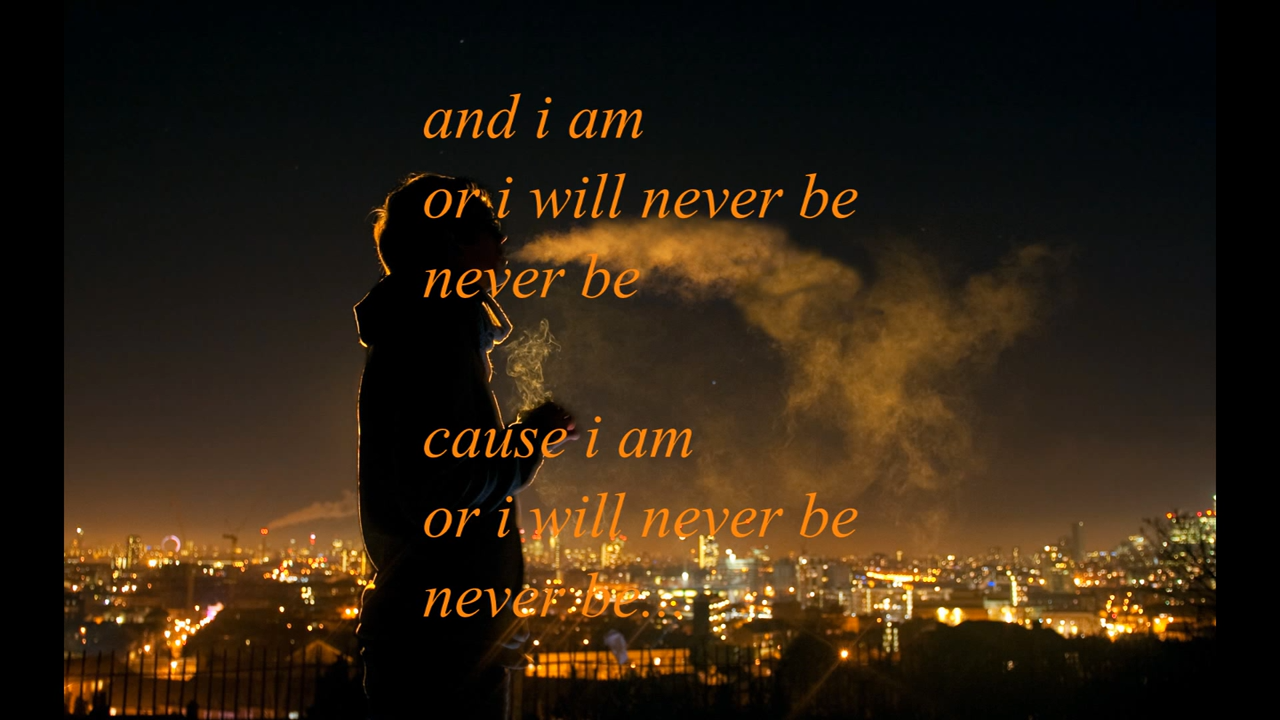 and i am
or i will never be
never be
cause i am
or i will never be
never be...